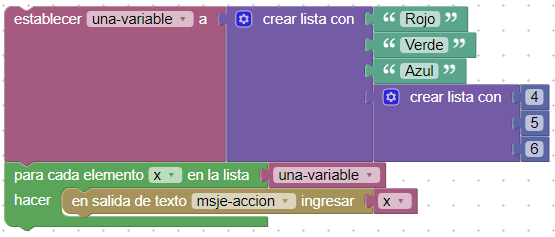 establecer una-variable a crear lista con “ Rojo ”
“ Verde ”
“ Azul ”
crear lista con 4
5
6
para cada elemento x en la lista una-variable
hacer en salida de texto msje-accion ingresar x